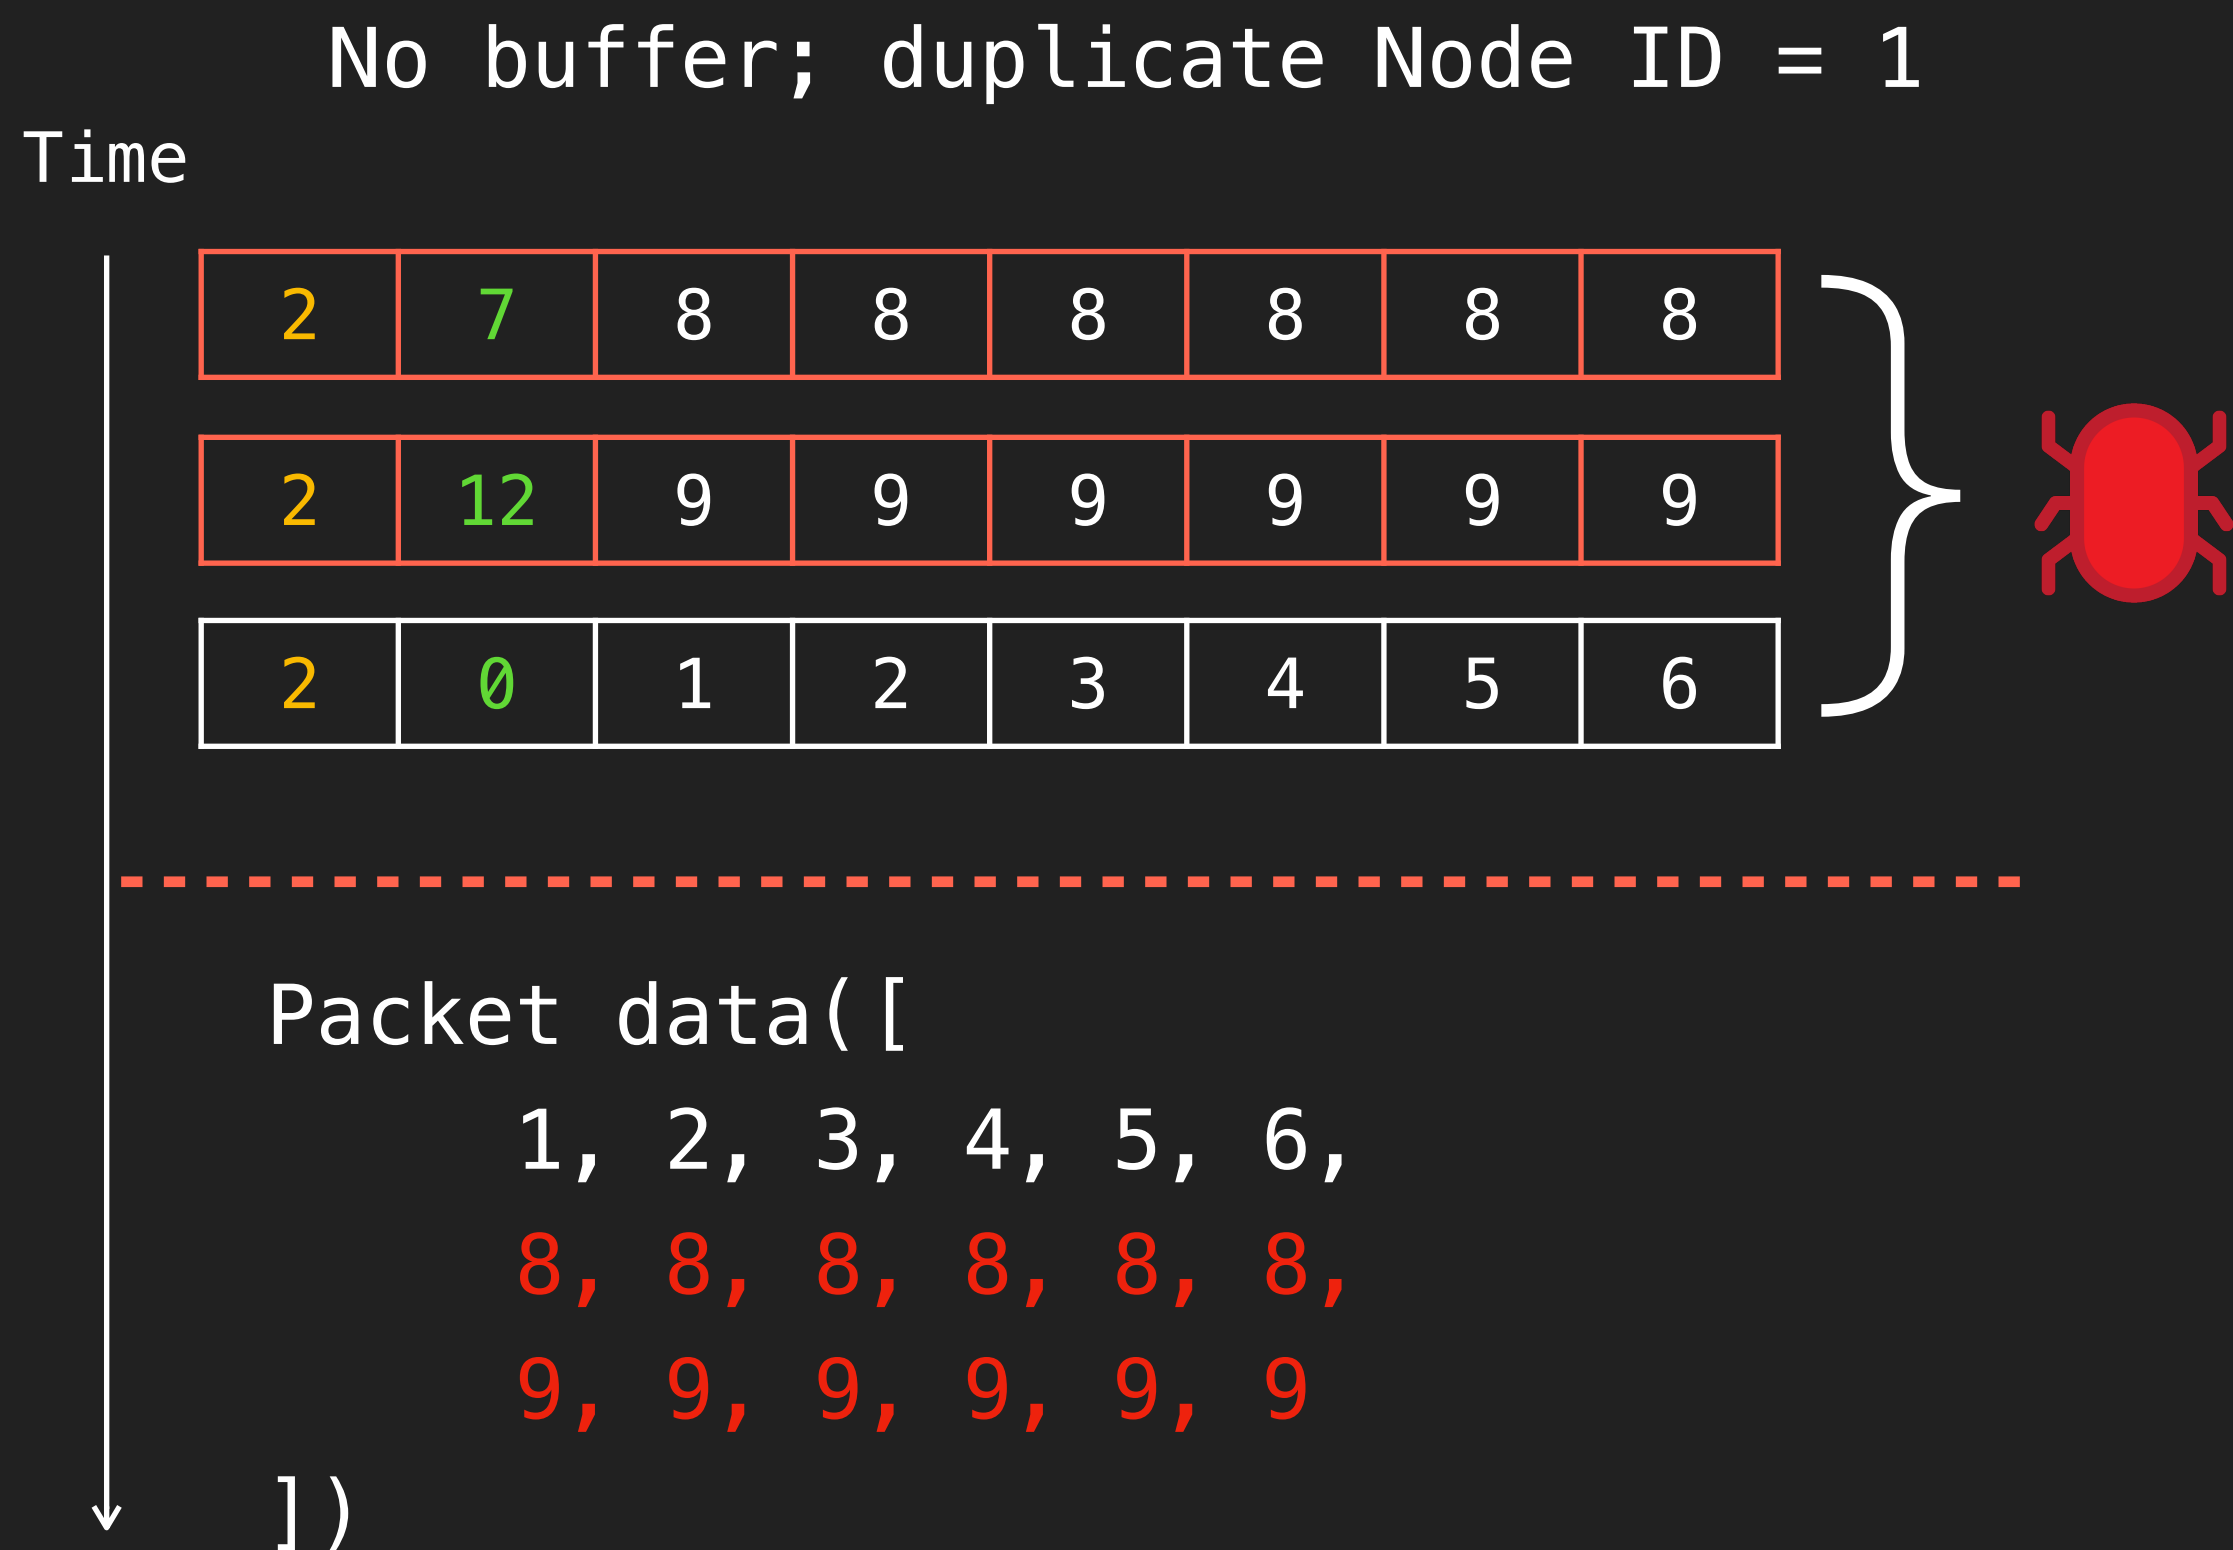 No buffer; duplicate Node ID = 1
Time
2 7 8 8 8 8 8 8
2 12 9 9 9 9 9 9
2 0 1 2 3 4 5 6
Packet data([
1, 2, 3, 4, 5, 6,
8, 8, 8, 8, 8, 8,
9, 9, 9, 9, 9, 9
])